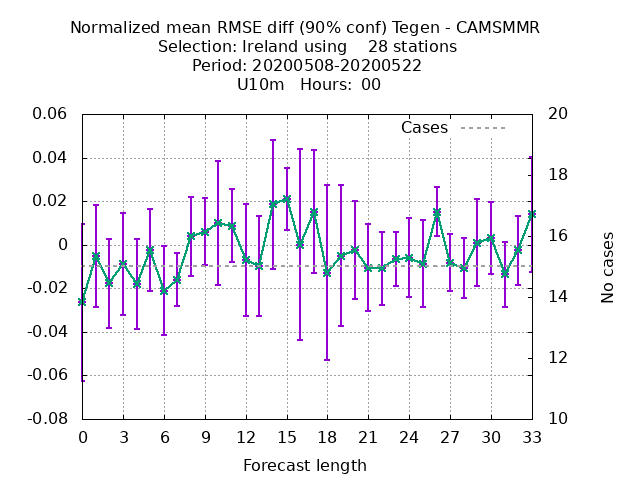 Normalized mean RMSE diff (90% conf) Tegen - CAMSMMR
Selection: Ireland using    28 stations
Period: 20200508-20200522
U10m   Hours:  00
Cases
0.06
0.04
0.02
0
-0.02
-0.04
-0.06
-0.08
20
18
16
14
12
10
No cases
0 3 6 9 12 15 18 21 24 27 30 33
Forecast length